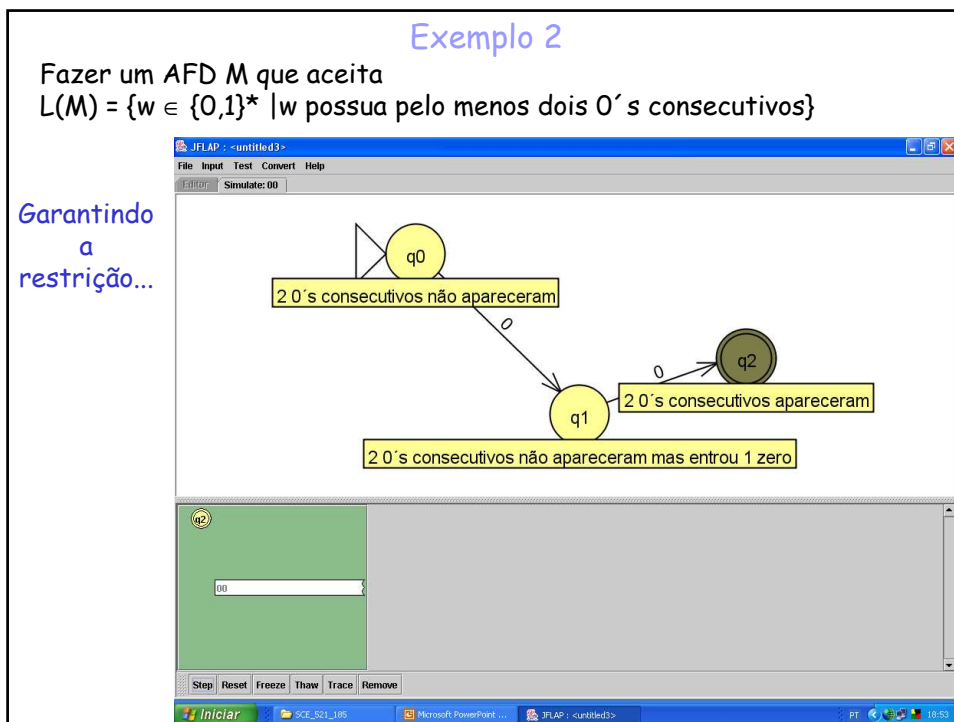 Exemplo 2
Fazer um AFD M que aceita
L(M) = {w ∈ {0,1}* |w possua pelo menos dois 0´s consecutivos}
Garantindo
a
restrição...
JFLAP : <untitled3>
File Input Test Convert Help
Editor Simulate: 00
q0
2 0´s consecutivos não apareceram
0
0
q2
2 0´s consecutivos apareceram
q1
2 0´s consecutivos não apareceram mas entrou 1 zero
q2
00
Step Reset Freeze Thaw Trace Remove
Iniciar SCE_521_185 Microsoft PowerPoint ... JFLAP : <untitled3> PT 18:53